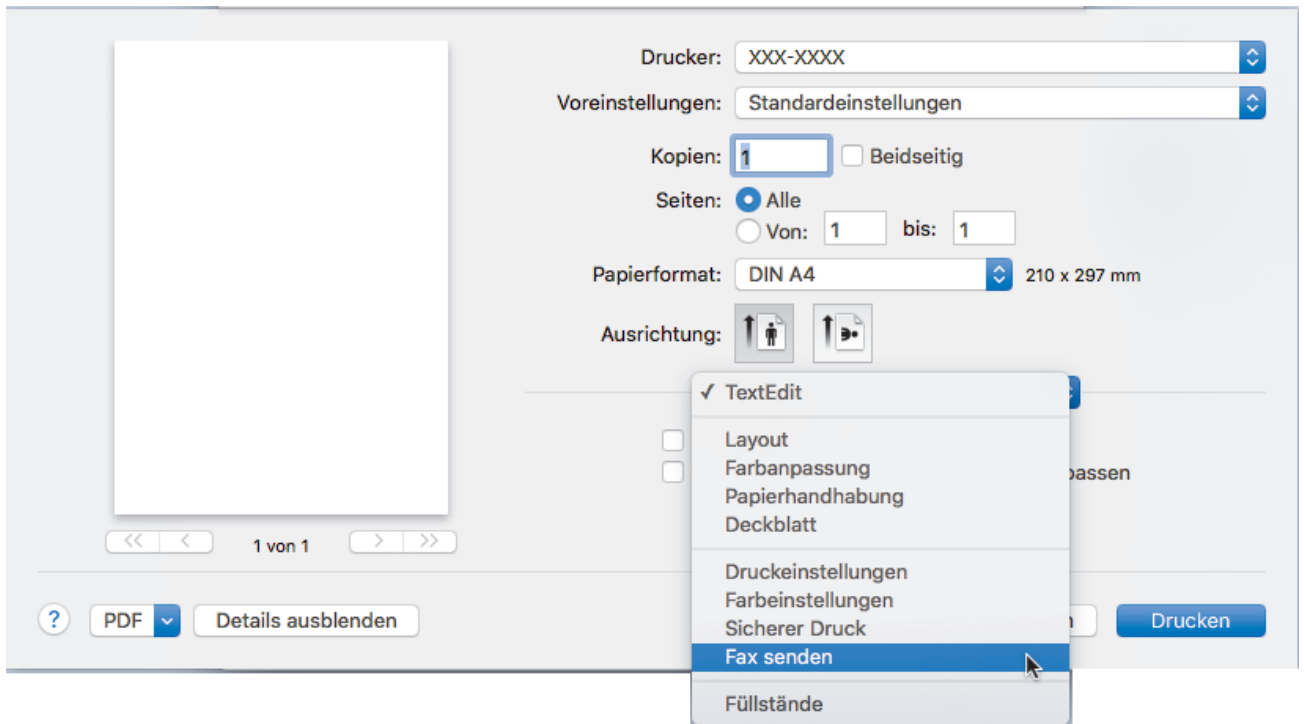 Drucker: XXX-XXXX
Voreinstellungen: Standardeinstellungen
Kopien: 1 Beidseitig
Seiten: Alle
Von: 1 bis: 1
Papierformat: DIN A4 210 x 297 mm
Ausrichtung:
✓ TextEdit
Layout
Farbanpassung
passen
Papierhandhabung
Deckblatt
1 von 1
Druckeinstellungen
Farbeinstellungen
? PDF Details ausblenden Drucken
Sicherer Druck
Fax senden
Füllstände